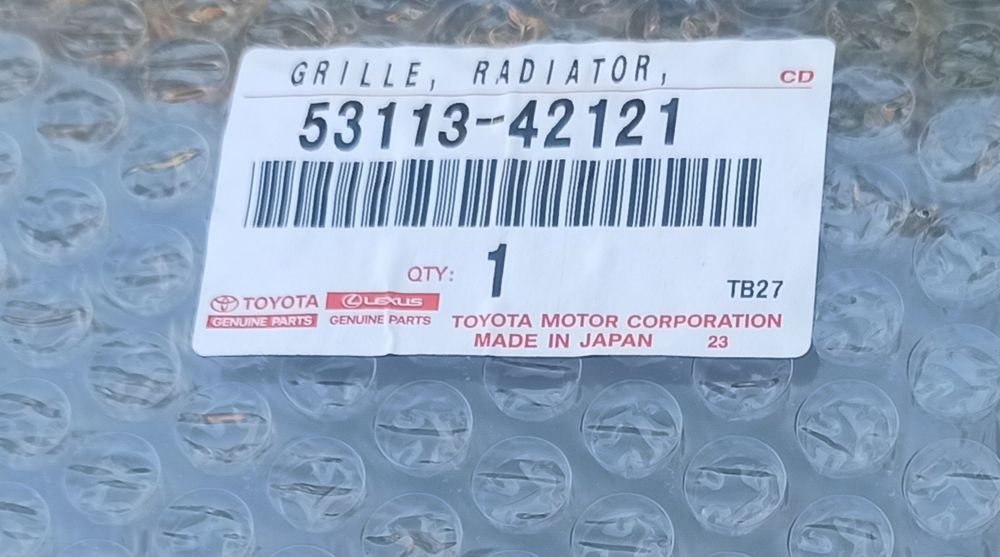 GRILLE, RADIATOR, CD
53113-42121
QTY: 1
TB27
TOYOTA LEXUS
GENUINE PARTS GENUINE PARTS
TOYOTA MOTOR CORPORATION
MADE IN JAPAN 23